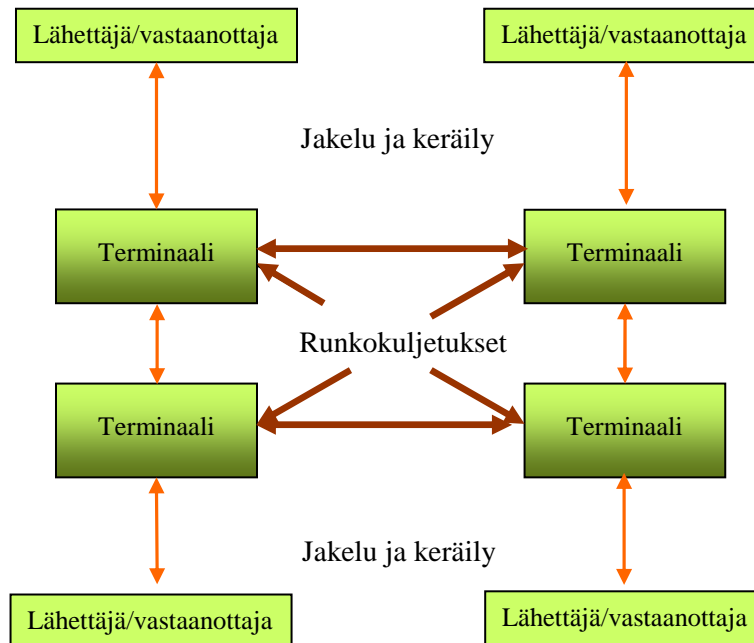 Lähettäjä/vastaanottaja
Lähettäjä/vastaanottaja
Jakelu ja keräily
Terminaali
Terminaali
Runkokuljetukset
Terminaali
Terminaali
Jakelu ja keräily
Lähettäjä/vastaanottaja
Lähettäjä/vastaanottaja